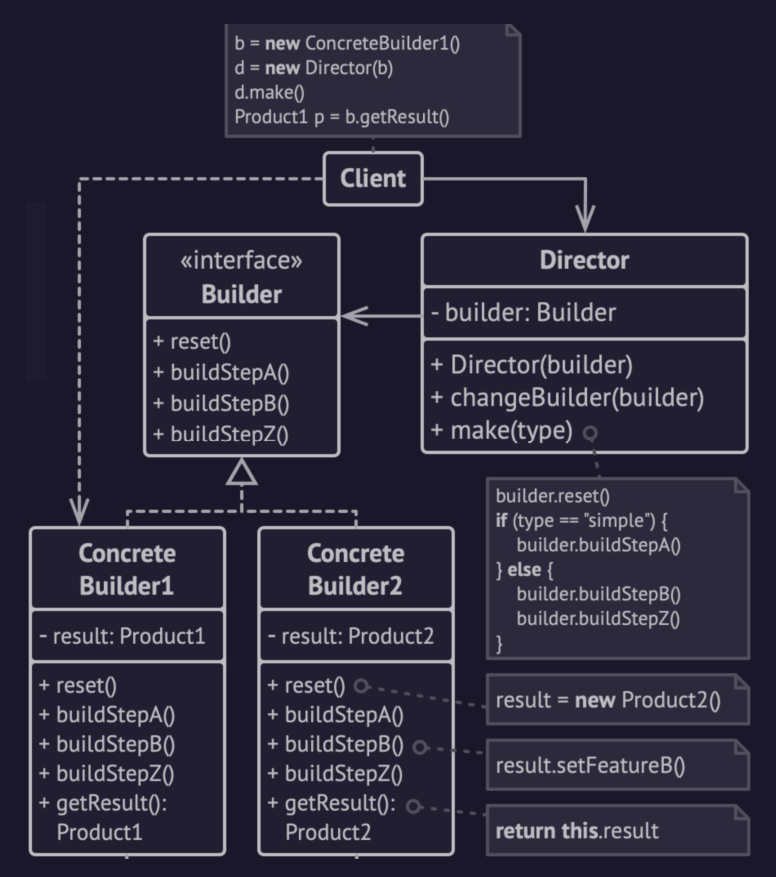 b = new ConcreteBuilder1()
d = new Director(b)
d.make()
Product1 p = b.getResult()
Client
«interface»
Builder
+ reset()
+ buildStepA()
+ buildStepB()
+ buildStepZ()
Director
- builder: Builder
+ Director(builder)
+ changeBuilder(builder)
+ make(type)
builder.reset()
if (type == "simple") {
builder.buildStepA()
} else {
builder.buildStepB()
builder.buildStepZ()
}
Concrete
Builder1
- result: Product1
+ reset()
+ buildStepA()
+ buildStepB()
+ buildStepZ()
+ getResult():
Product1
Concrete
Builder2
- result: Product2
+ reset()
+ buildStepA()
+ buildStepB()
+ buildStepZ()
+ getResult():
Product2
result = new Product2()
result.setFeatureB()
return this.result